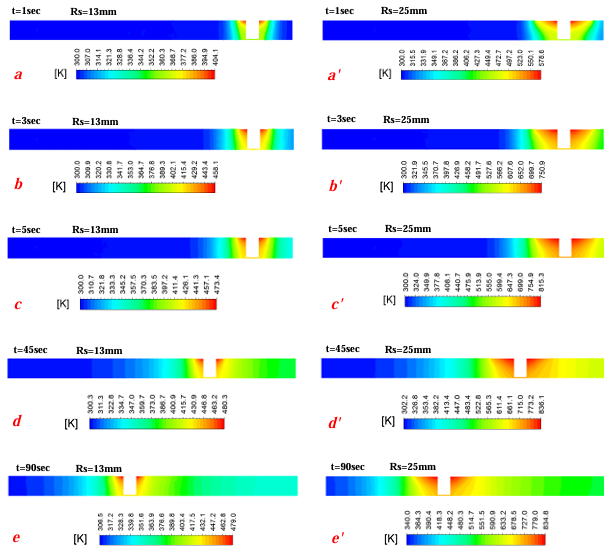 t=1sec Rs=13mm
[K] 300.0 307.0 314.1 321.3 328.8 336.4 344.2 352.2 360.3 368.7 377.2 386.0 394.9 404.1
a
t=1sec Rs=25mm
[K] 300.0 315.5 331.9 349.1 367.2 386.2 406.2 427.3 449.4 472.7 497.2 523.0 550.1 578.6
a'
t=3sec Rs=13mm
[K] 300.0 309.9 320.2 330.8 341.7 353.0 364.7 376.8 389.3 402.1 415.4 429.2 443.4 458.1
b
t=3sec Rs=25mm
[K] 300.0 321.9 345.5 370.7 397.8 426.9 458.2 491.7 527.6 566.2 607.6 652.0 699.7 750.9
b'
t=5sec Rs=13mm
[K] 300.0 310.7 321.8 333.3 345.2 357.5 370.3 383.5 397.2 411.4 426.1 441.3 457.1 473.4
c
t=5sec Rs=25mm
[K] 300.0 324.0 349.9 377.8 408.1 440.7 475.9 513.9 555.0 599.4 647.3 699.0 754.9 815.3
c'
t=45sec Rs=13mm
[K] 300.3 311.3 322.8 334.7 347.0 359.7 373.0 386.7 400.9 415.7 430.9 446.8 463.2 480.3
d
t=45sec Rs=25mm
[K] 302.2 326.8 353.4 382.2 413.4 447.0 483.4 522.8 565.3 611.4 661.1 715.0 773.2 836.1
d'
t=90sec Rs=13mm
[K] 306.5 317.2 328.3 339.8 351.6 363.9 376.6 389.8 403.4 417.5 432.1 447.2 462.8 479.0
e
t=90sec Rs=25mm
[K] 340.0 364.3 390.4 418.3 448.2 480.3 514.7 551.5 590.9 633.2 678.5 727.0 779.0 834.8
e'